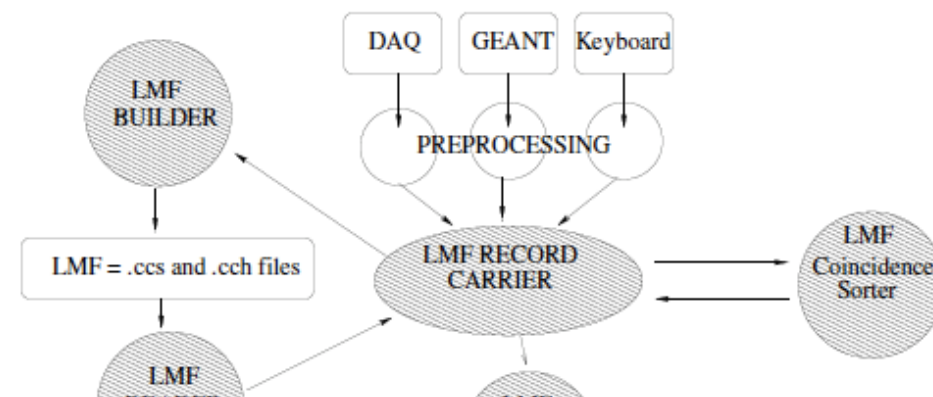 DAQ
GEANT
Keyboard
LMF
BUILDER
PREPROCESSING
LMF = .ccs and .cch files
LMF RECORD
CARRIER
LMF
Coincidence
Sorter
LMF